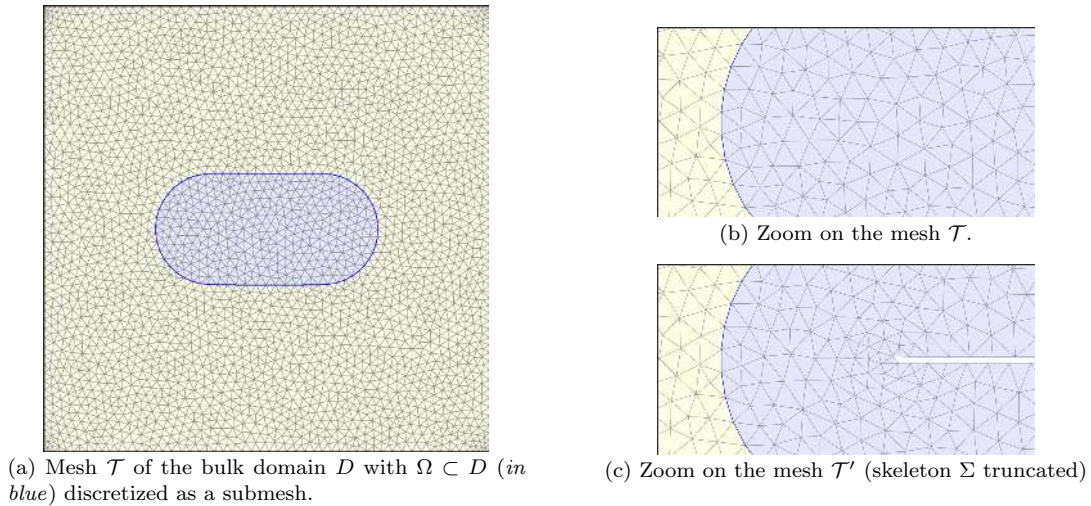 (b) Zoom on the mesh 𝒯.
(a) Mesh 𝒯 of the bulk domain D with Ω ⊂ D (in
blue) discretized as a submesh.
(c) Zoom on the mesh 𝒯′ (skeleton Σ truncated)